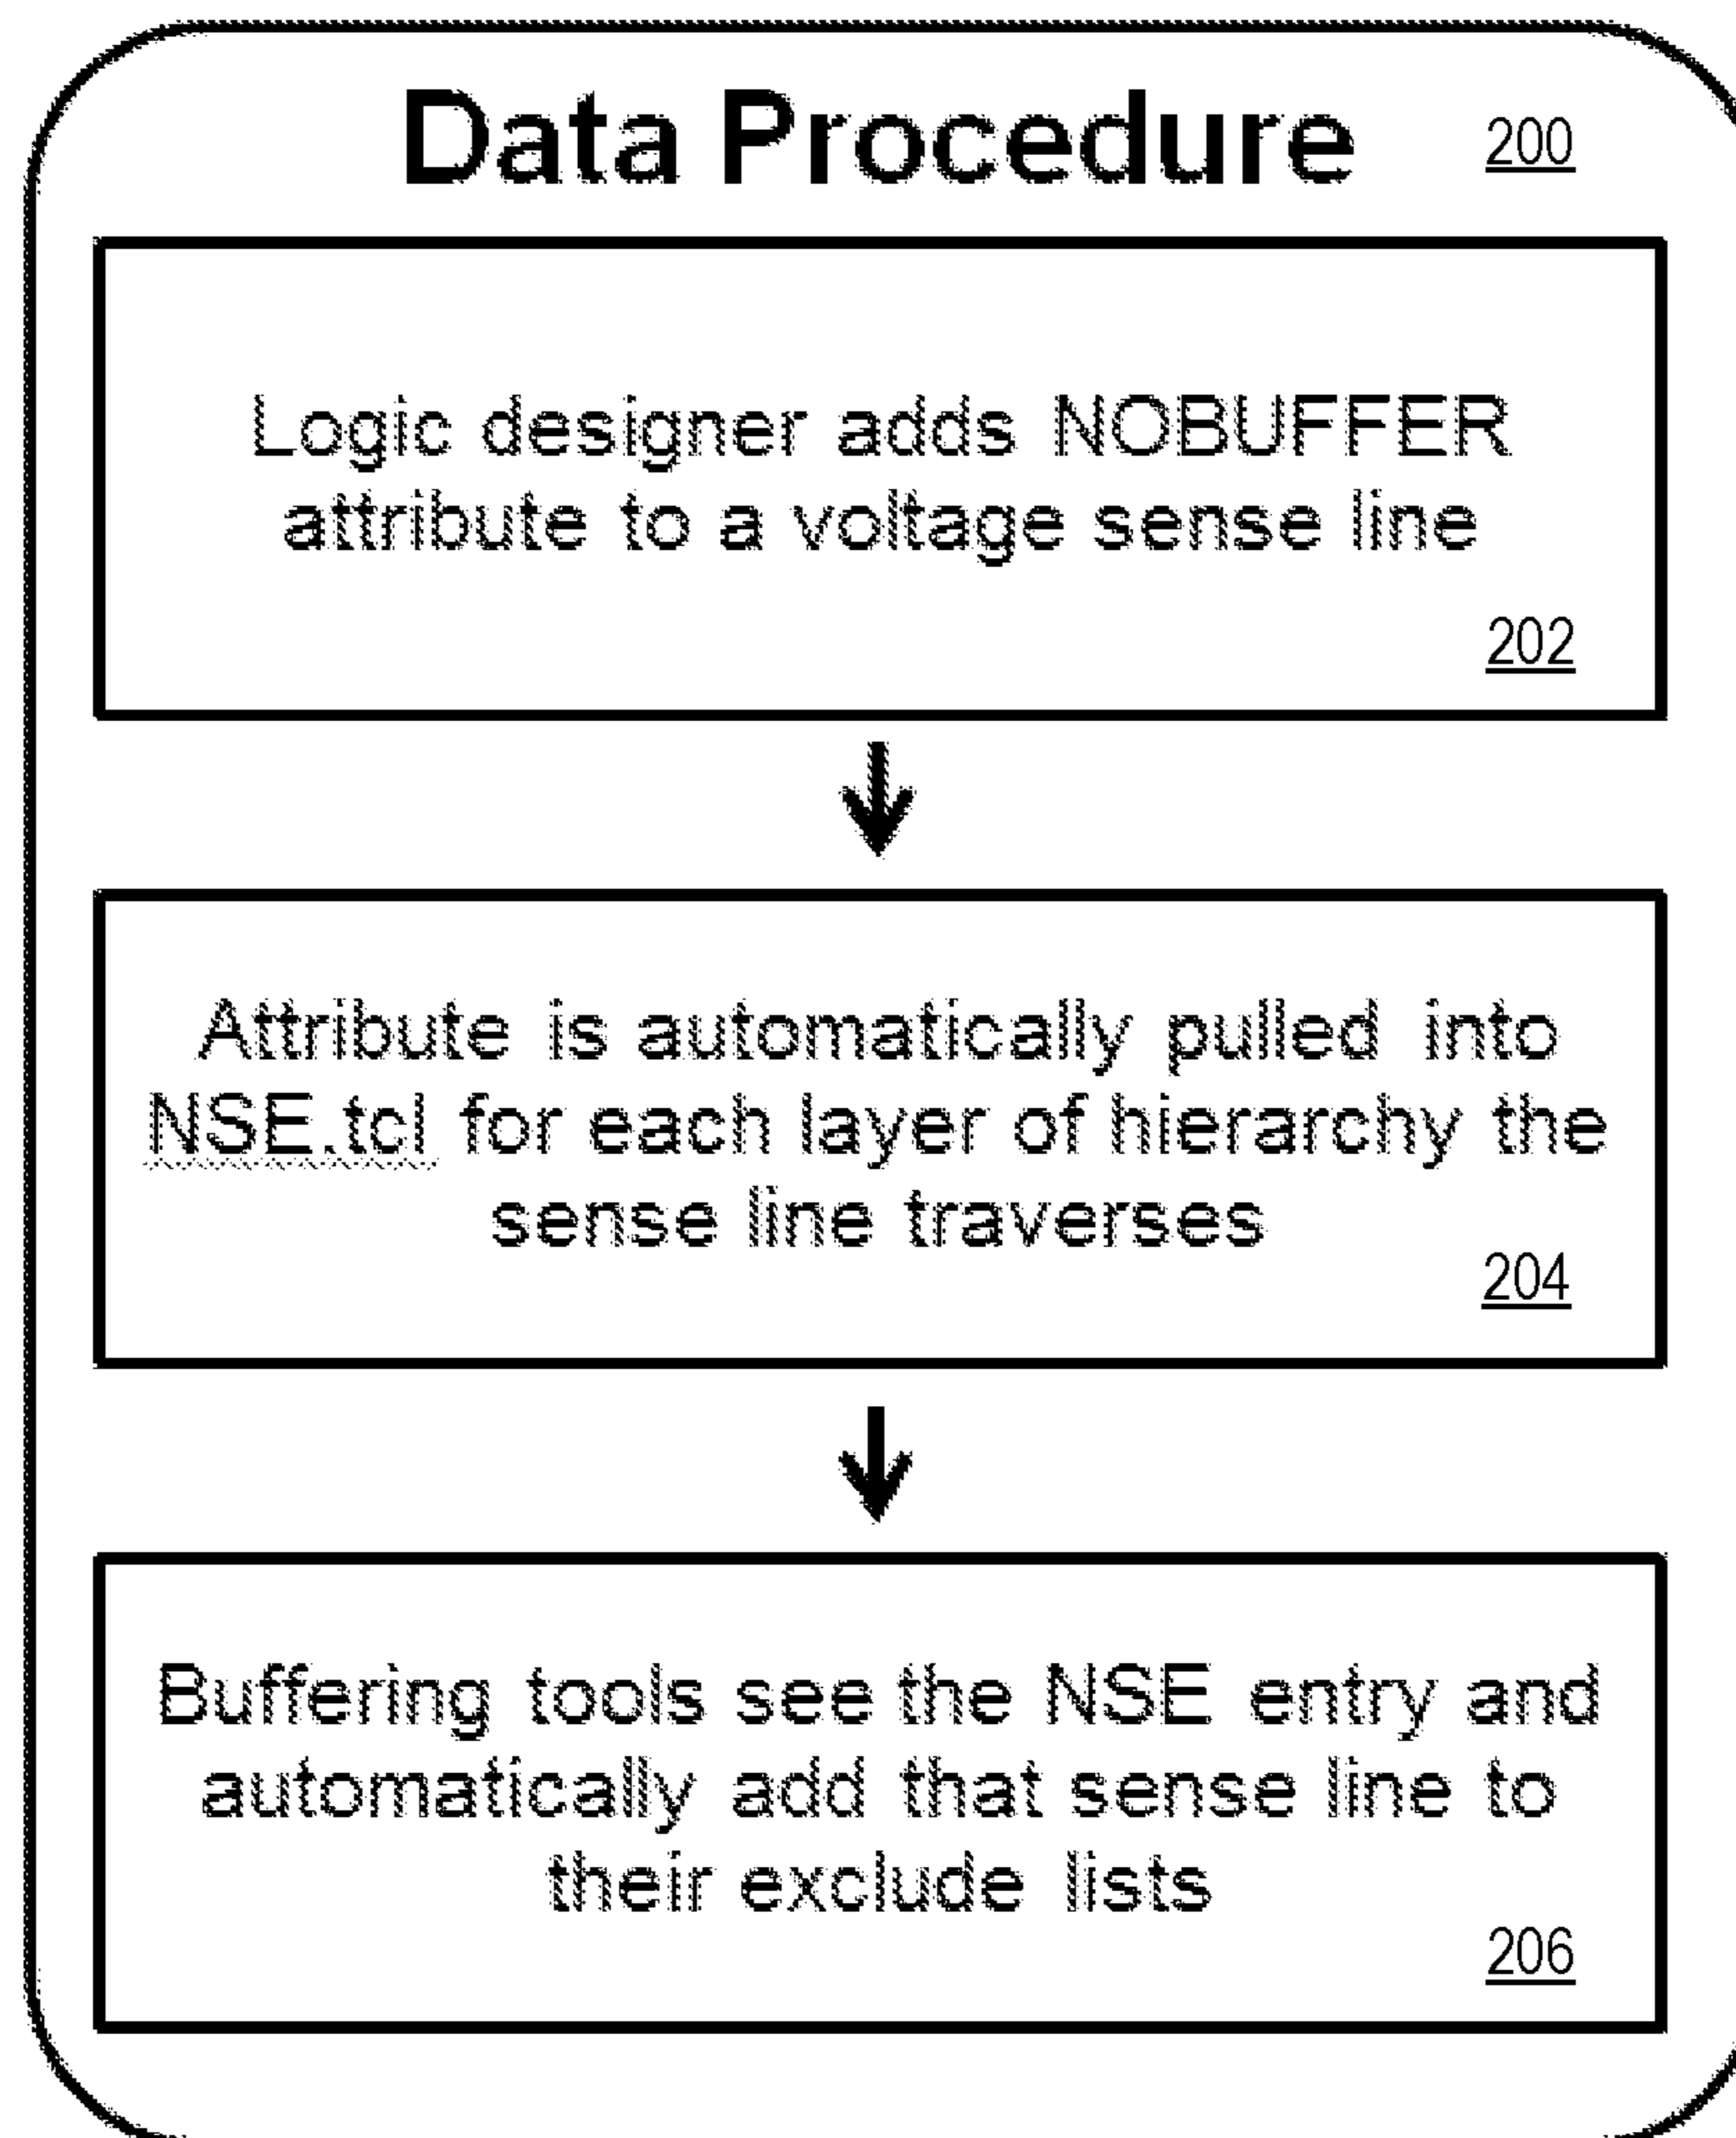 Data Procedure 200
Logic designer adds NOBUFFER
attribute to a voltage sense line
202
Attribute is automatically pulled into
NSE.tcl for each layer of hierarchy the
sense line traverses
204
Buffering tools see the NSE entry and
automatically add that sense line to
their exclude lists
206